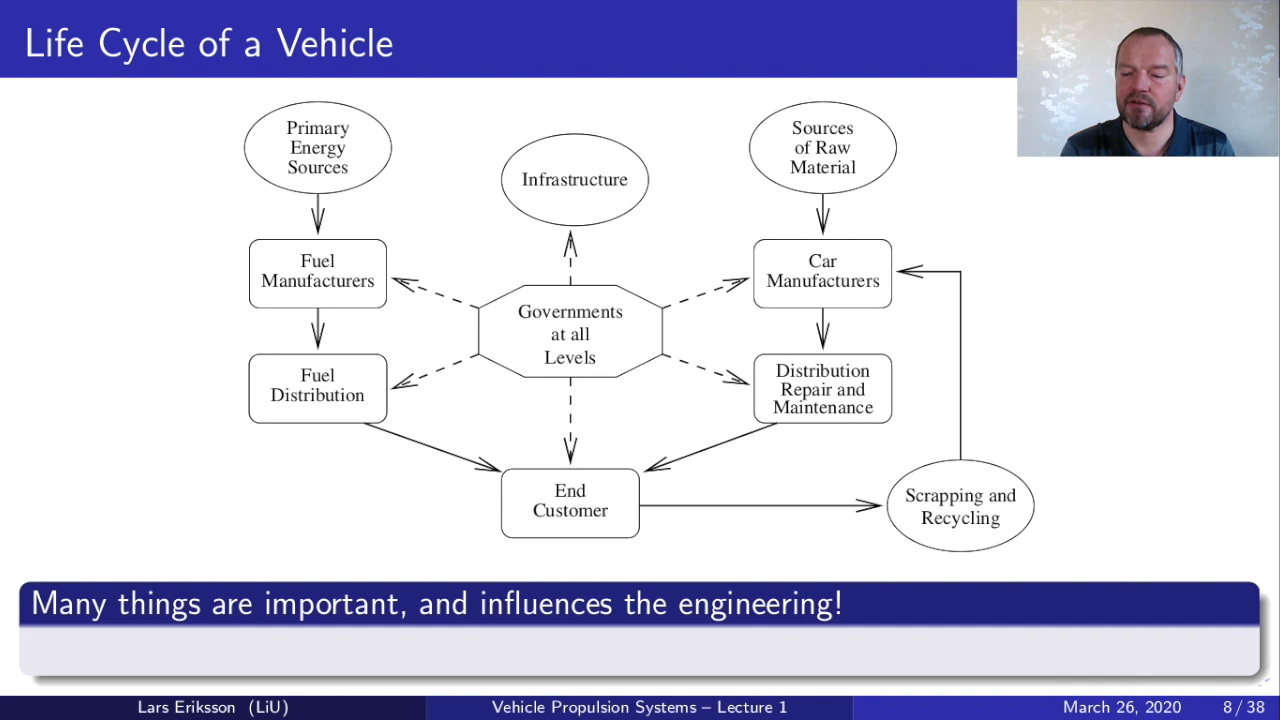 Life Cycle of a Vehicle
Primary
Energy
Sources
Infrastructure
Sources
of Raw
Material
Fuel
Manufacturers
Governments
at all
Levels
Car
Manufacturers
Fuel
Distribution
Distribution
Repair and
Maintenance
End
Customer
Scrapping and
Recycling
Many things are important, and influences the engineering!
Lars Eriksson (LiU)
Vehicle Propulsion Systems – Lecture 1
March 26, 2020
8 / 38